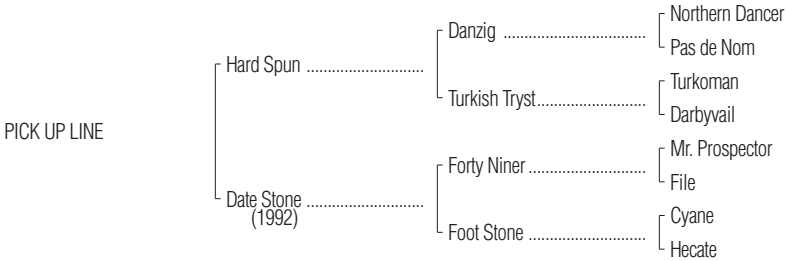 Northern Dancer
Danzig ................................
Pas de Nom
Hard Spun ..........................
Turkoman
Turkish Tryst........................
Darbyvail
PICK UP LINE
Mr. Prospector
Forty Niner ..........................
File
Date Stone ..........................
(1992)
Cyane
Foot Stone ..........................
Hecate